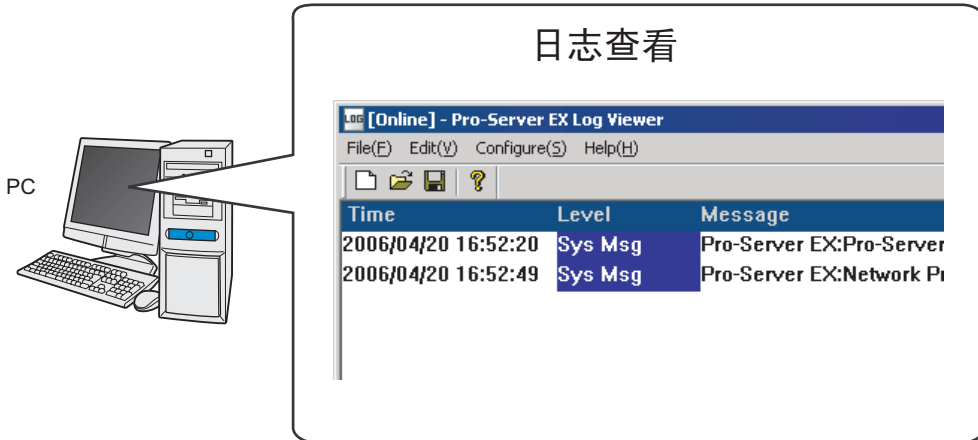 日志查看
PC
LOG [Online] - Pro-Server EX Log Viewer
File(F) Edit(V) Configure(S) Help(H)
Time Level Message
2006/04/20 16:52:20 Sys Msg Pro-Server EX:Pro-Server
2006/04/20 16:52:49 Sys Msg Pro-Server EX:Network